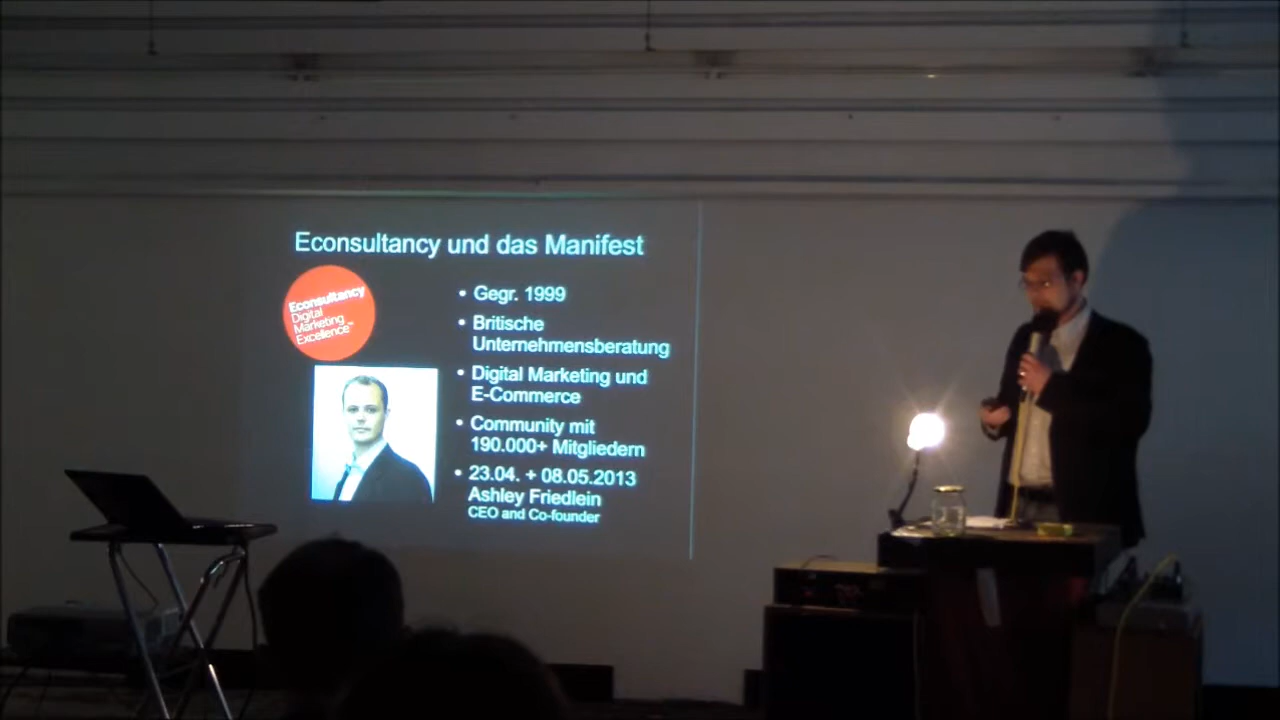 Econsultancy und das Manifest
Econsultancy
Digital
Marketing
Excellence™
• Gegr. 1999
• Britische
Unternehmensberatung
• Digital Marketing und
E-Commerce
• Community mit
190.000+ Mitgliedern
• 23.04. + 08.05.2013
Ashley Friedlein
CEO and Co-founder